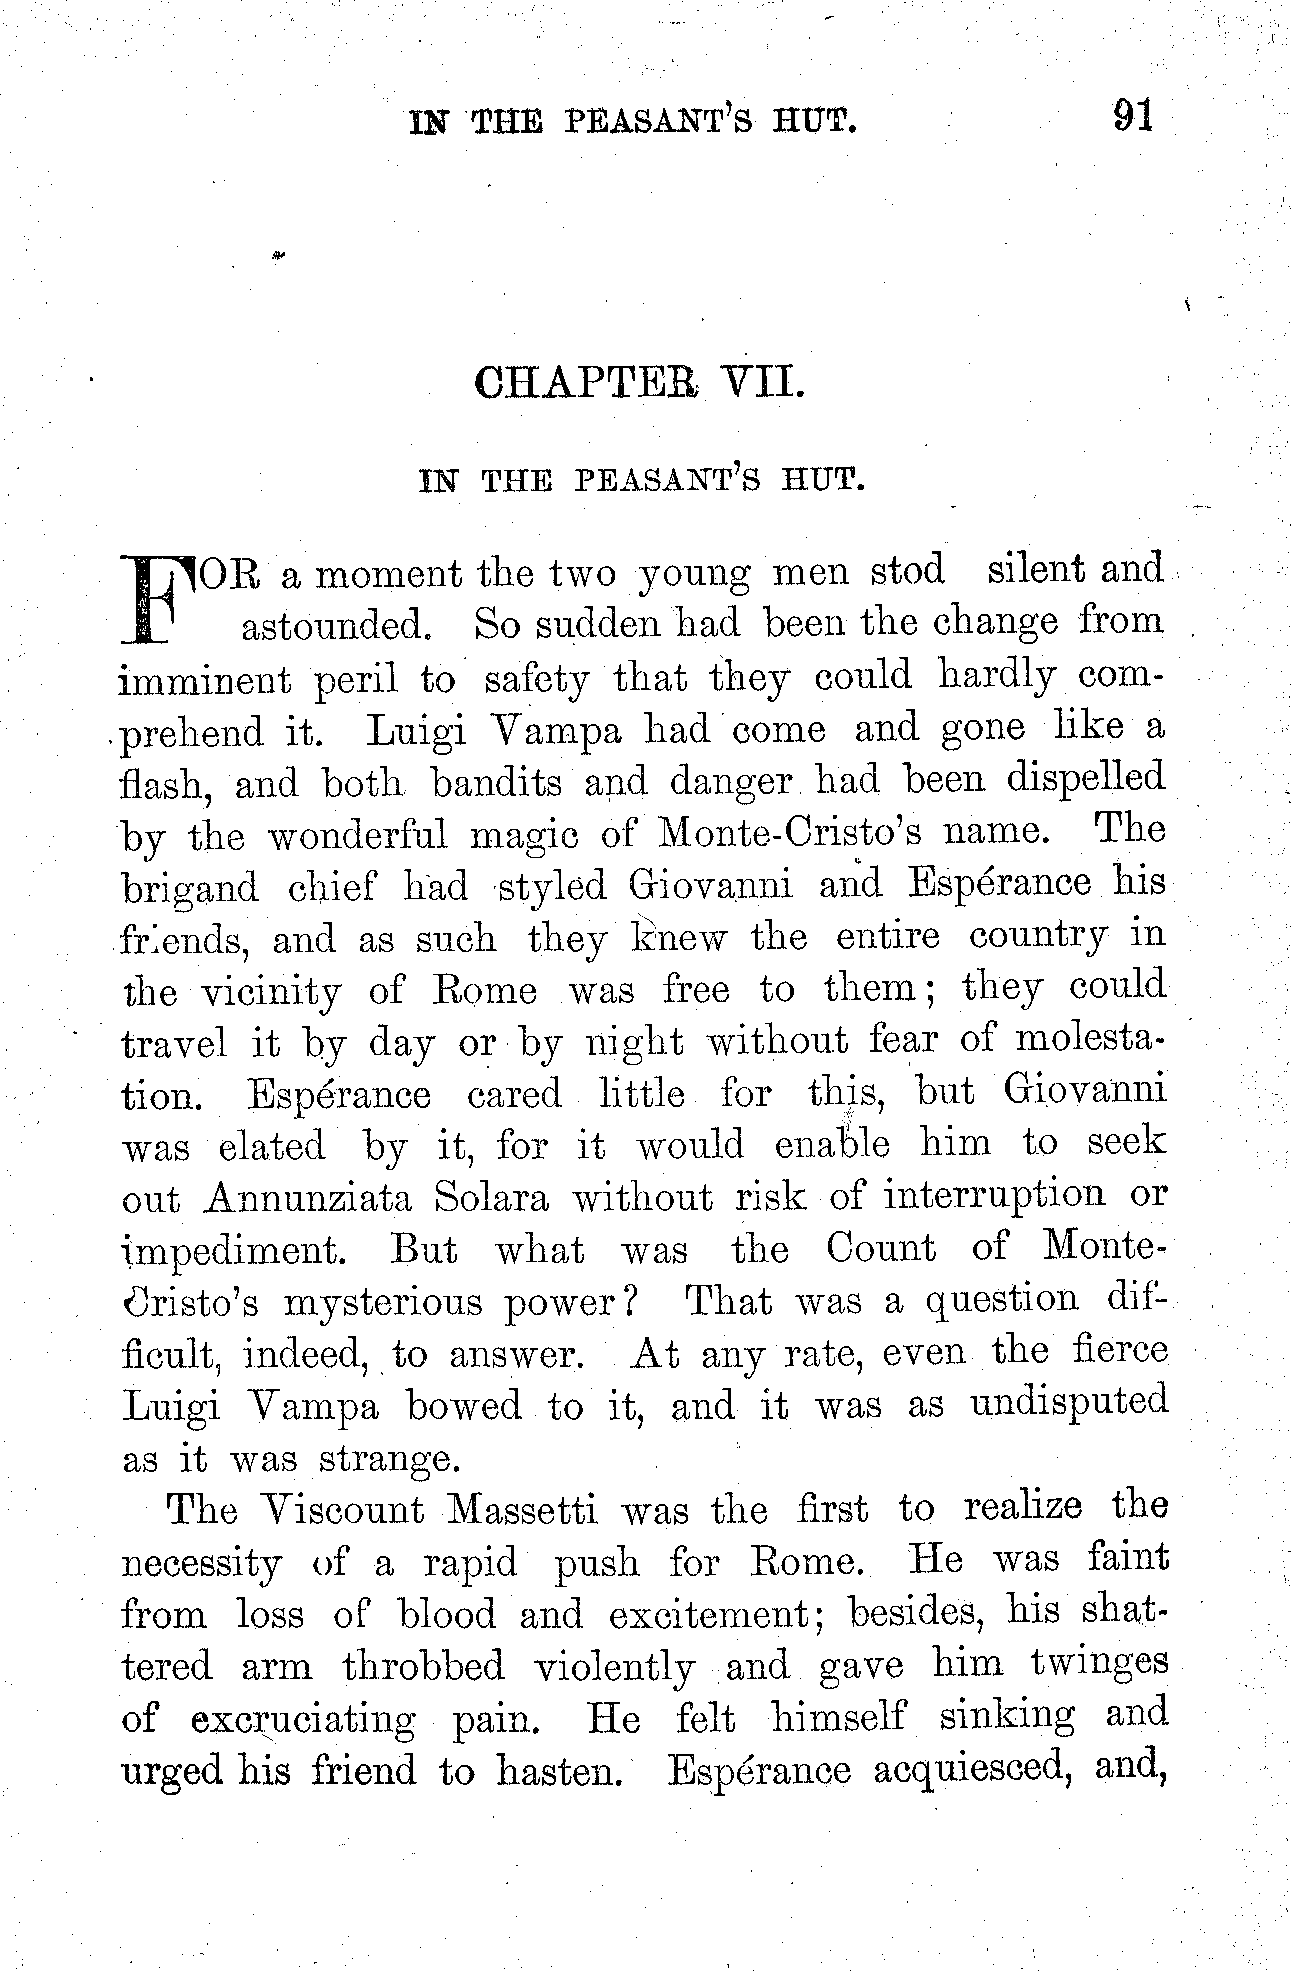 IN THE PEASANT'S HUT. 91
CHAPTER VII.
IN THE PEASANT'S HUT.
FOR a moment the two young men stod silent and
astounded. So sudden had been the change from
imminent peril to safety that they could hardly com-
prehend it. Luigi Vampa had come and gone like a
flash, and both bandits and danger had been dispelled
by the wonderful magic of Monte-Cristo's name. The
brigand chief had styled Giovanni and Espérance his
friends, and as such they knew the entire country in
the vicinity of Rome was free to them; they could
travel it by day or by night without fear of molesta-
tion. Espérance cared little for this, but Giovanni
was elated by it, for it would enable him to seek
out Annunziata Solara without risk of interruption or
impediment. But what was the Count of Monte-
Cristo's mysterious power? That was a question dif-
ficult, indeed, to answer. At any rate, even the fierce
Luigi Vampa bowed to it, and it was as undisputed
as it was strange.
The Viscount Massetti was the first to realize the
necessity of a rapid push for Rome. He was faint
from loss of blood and excitement; besides, his shat-
tered arm throbbed violently and gave him twinges
of excruciating pain. He felt himself sinking and
urged his friend to hasten. Espérance acquiesced, and,